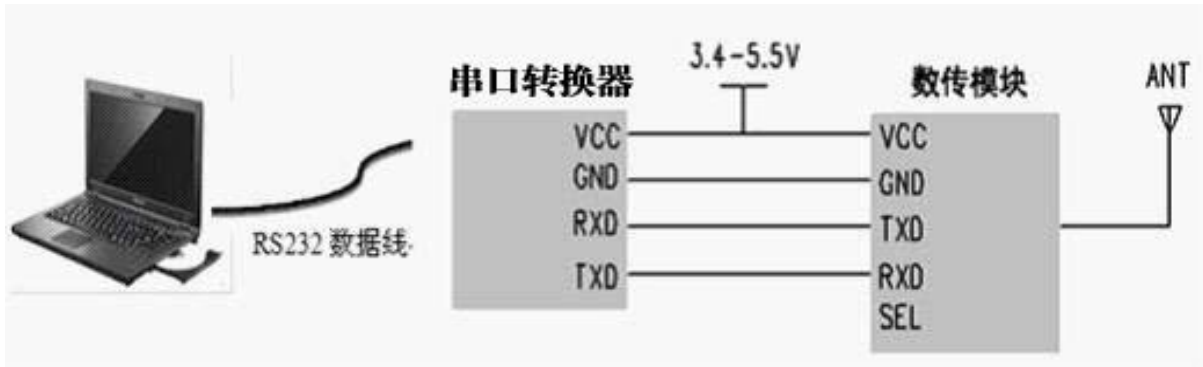 3.4-5.5V
串口转换器
数传模块
ANT
VCC
VCC
GND
GND
RXD
TXD
RS232 数据线
TXD
RXD
SEL